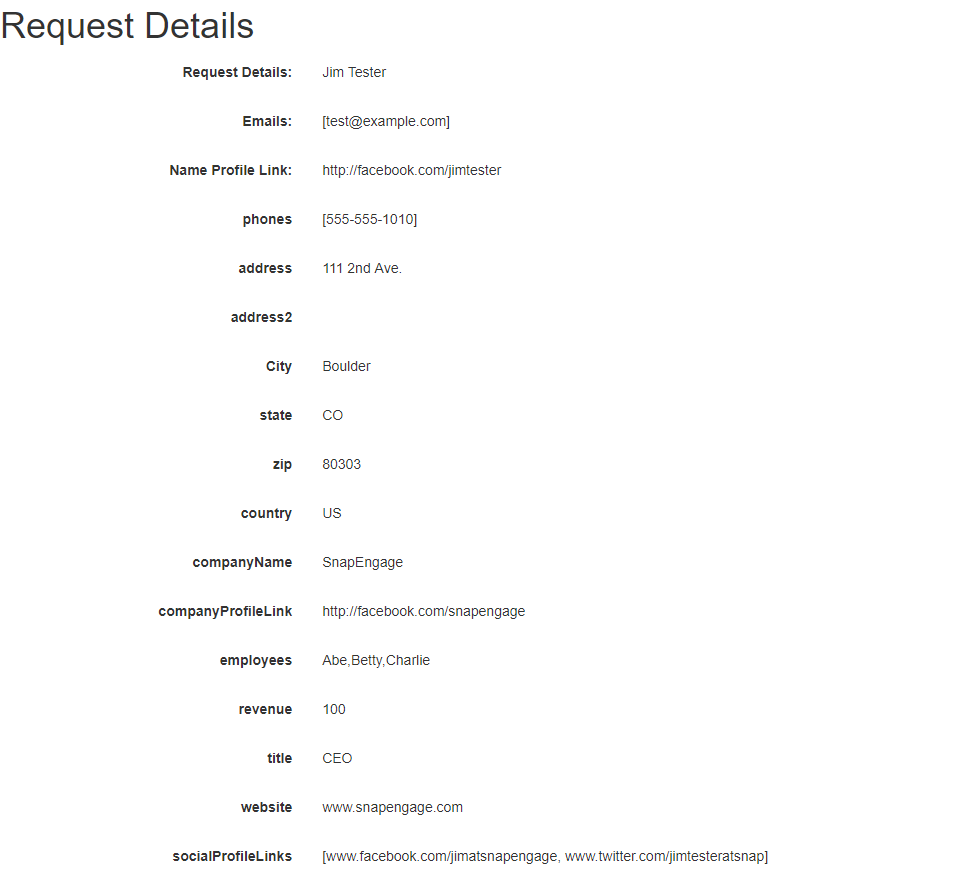 Request Details
Request Details: Jim Tester
Emails: [test@example.com]
Name Profile Link: http://facebook.com/jimtester
phones [555-555-1010]
address 111 2nd Ave.
address2
City Boulder
state CO
zip 80303
country US
companyName SnapEngage
companyProfileLink http://facebook.com/snapengage
employees Abe,Betty,Charlie
revenue 100
title CEO
website www.snapengage.com
socialProfileLinks [www.facebook.com/jimatsnapengage, www.twitter.com/jimtesteratsnap]